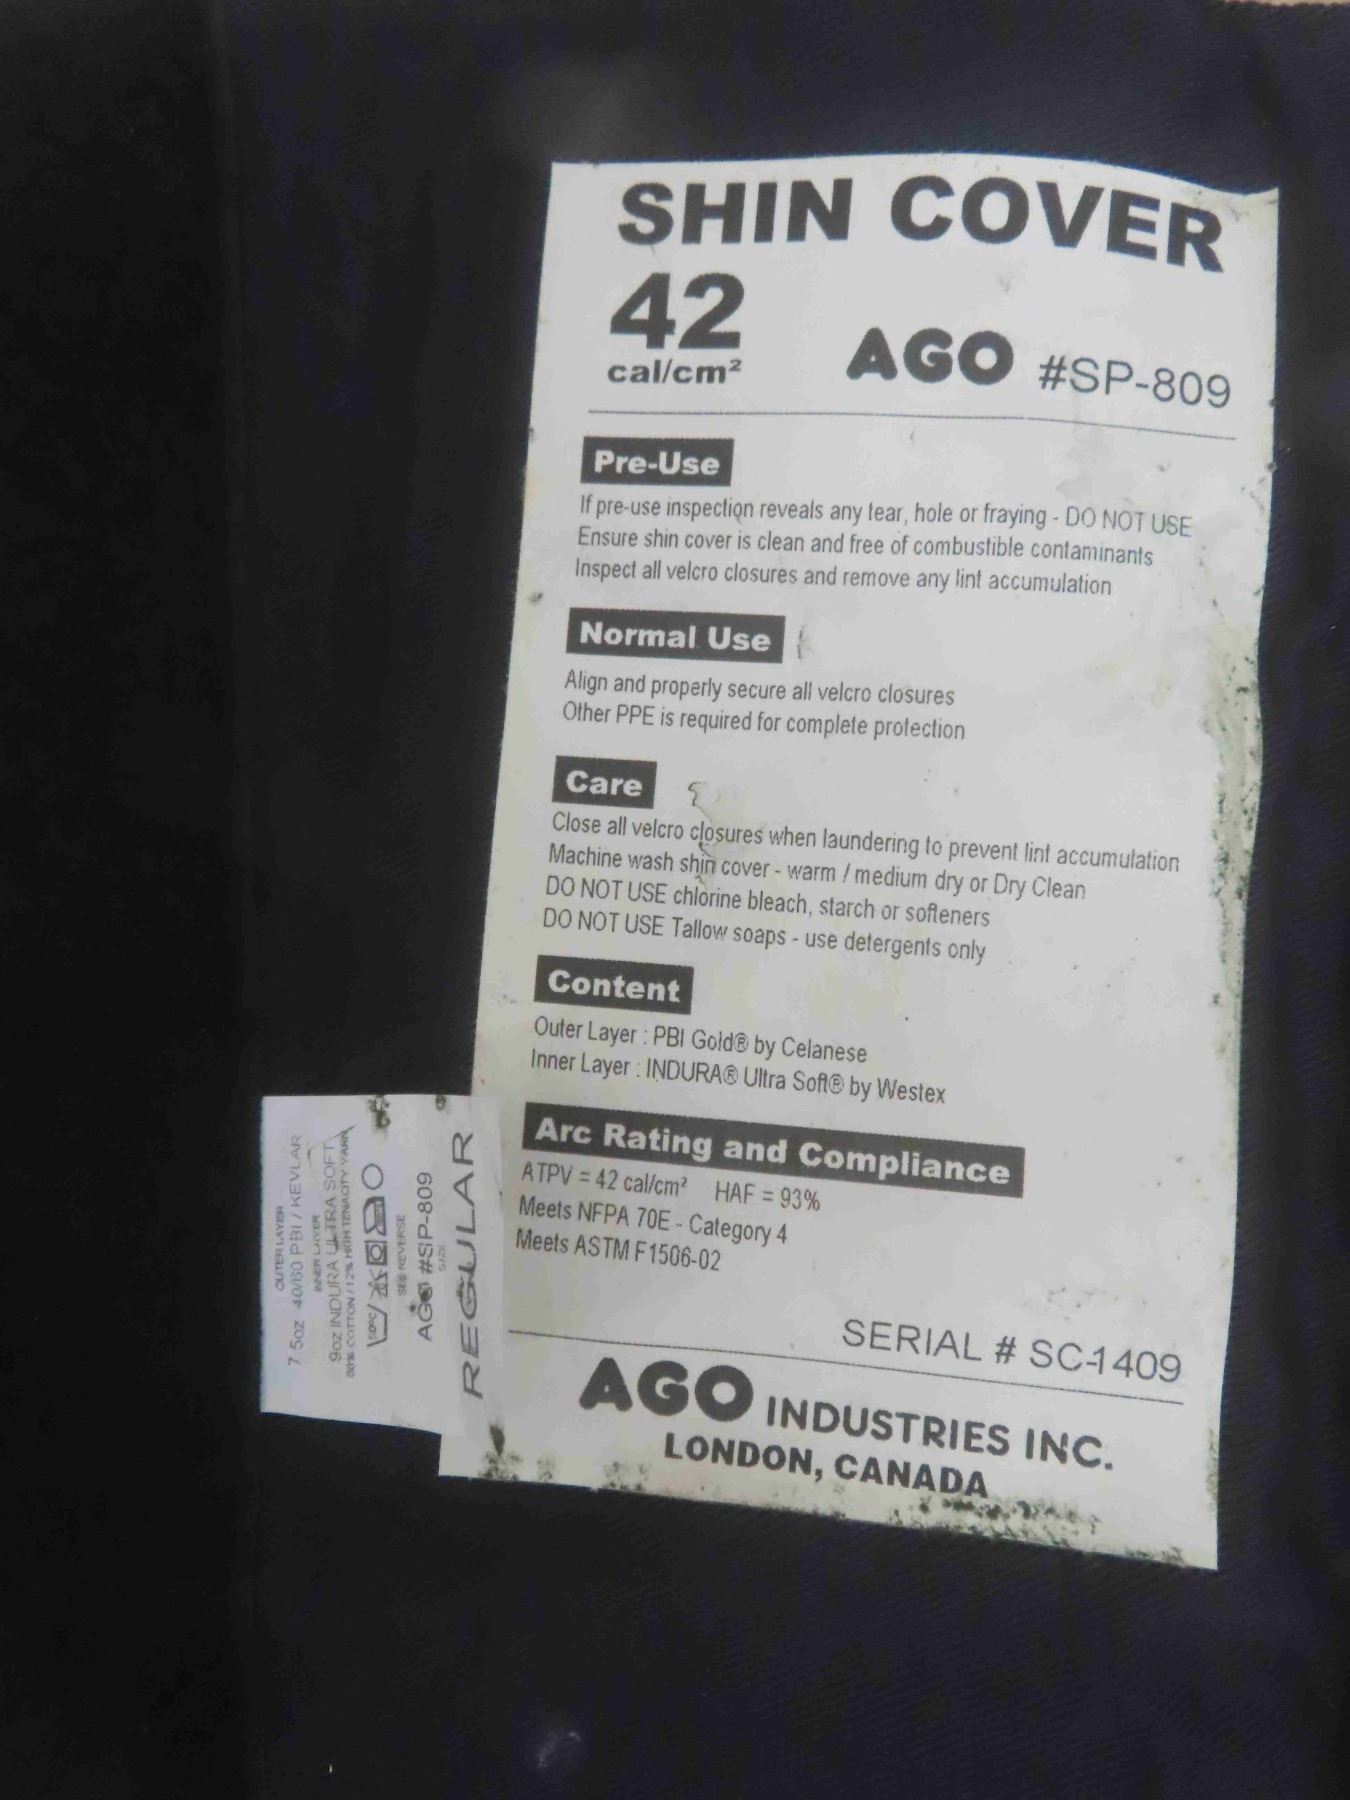 SHIN COVER
42
cal/cm²
AGO #SP-809
Pre-Use
If pre-use inspection reveals any tear, hole or fraying - DO NOT USE
Ensure shin cover is clean and free of combustible contaminants
Inspect all velcro closures and remove any lint accumulation
Normal Use
Align and properly secure all velcro closures
Other PPE is required for complete protection
Care
Close all velcro closures when laundering to prevent lint accumulation
Machine wash shin cover - warm / medium dry or Dry Clean
DO NOT USE chlorine bleach, starch or softeners
DO NOT USE Tallow soaps - use detergents only
Content
Outer Layer : PBI Gold® by Celanese
Inner Layer : INDURA® Ultra Soft® by Westex
Arc Rating and Compliance
ATPV = 42 cal/cm² HAF = 93%
Meets NFPA 70E - Category 4
Meets ASTM F1506-02
SERIAL # SC-1409
AGO INDUSTRIES INC.
LONDON, CANADA
OUTER LAYER
7.5oz 40/60 PBI / KEVLAR
INNER LAYER
9oz INDURA ULTRA SOFT
88% COTTON / 12% HIGH TENACITY YARN
50°C
SEE REVERSE
AGO #SP-809
REGULAR